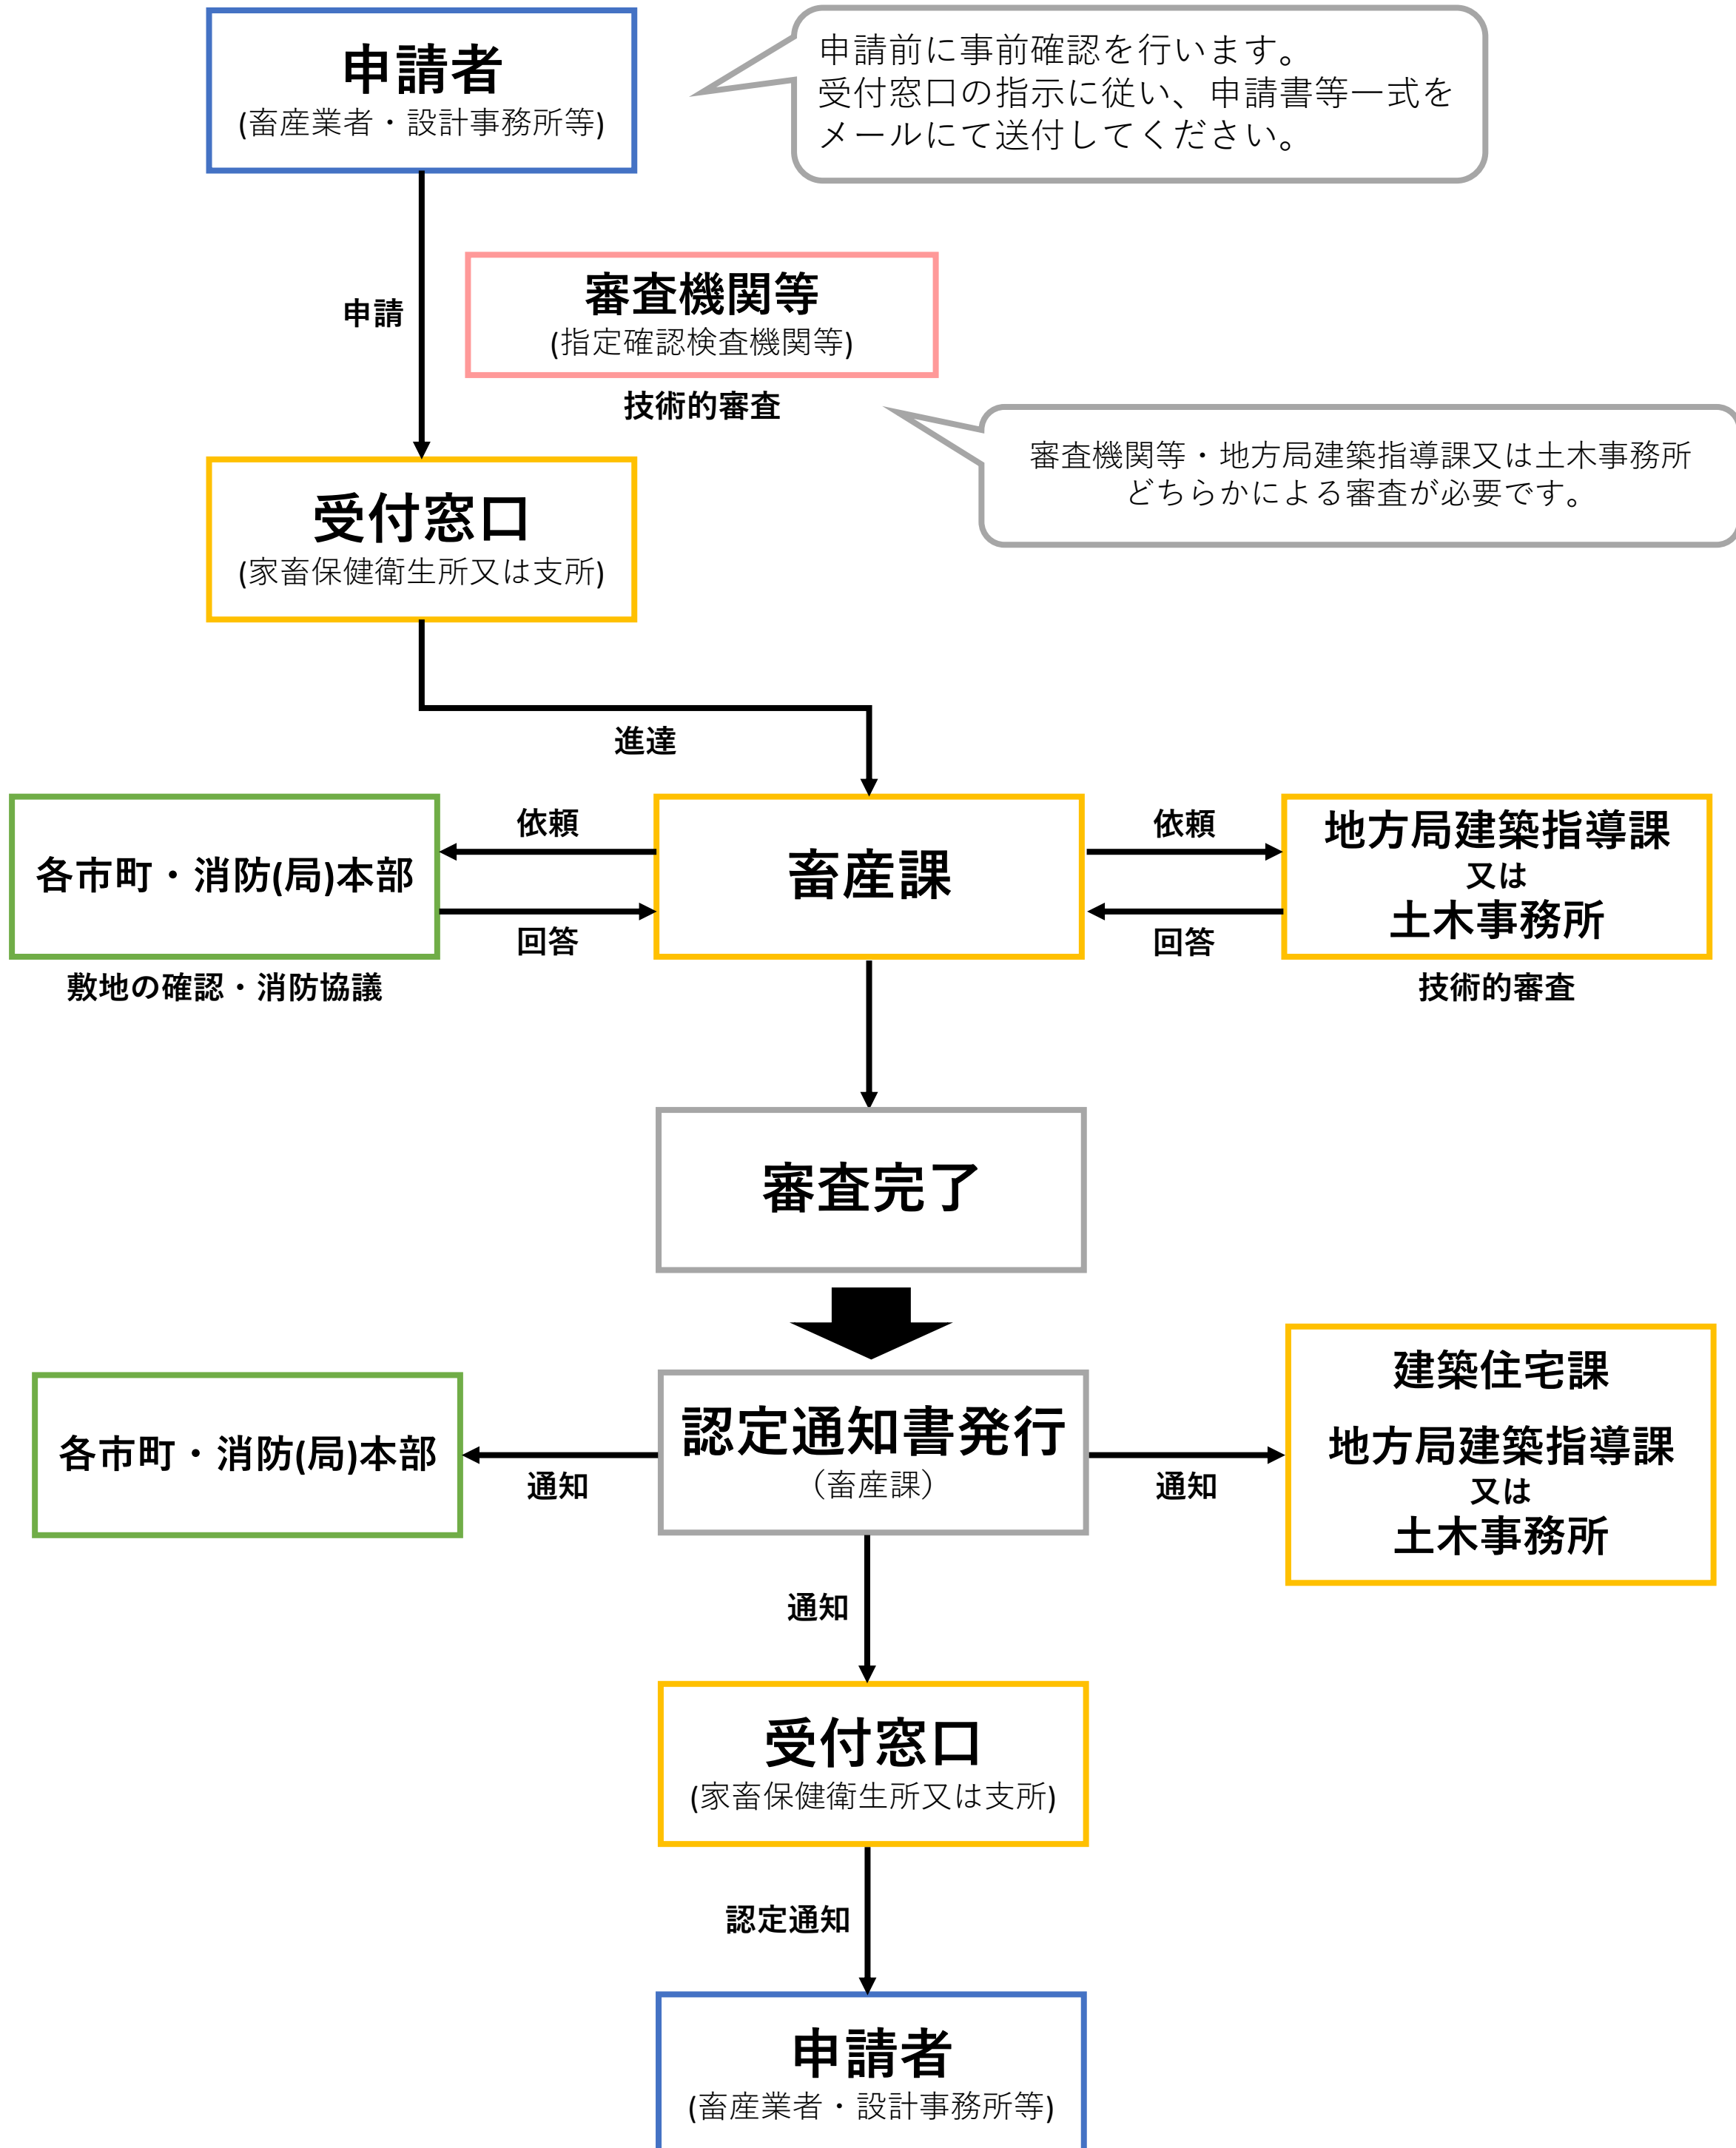 申請者
(畜産業者・設計事務所等)
申請前に事前確認を行います。
受付窓口の指示に従い、申請書等一式を
メールにて送付してください。
申請
審査機関等
(指定確認検査機関等)
技術的審査
審査機関等・地方局建築指導課又は土木事務所
どちらかによる審査が必要です。
受付窓口
(家畜保健衛生所又は支所)
進達
各市町・消防(局)本部
敷地の確認・消防協議
依頼
回答
畜産課
依頼
回答
地方局建築指導課
又は
土木事務所
技術的審査
審査完了
各市町・消防(局)本部
通知
認定通知書発行
（畜産課）
通知
建築住宅課
地方局建築指導課
又は
土木事務所
通知
受付窓口
(家畜保健衛生所又は支所)
認定通知
申請者
(畜産業者・設計事務所等)